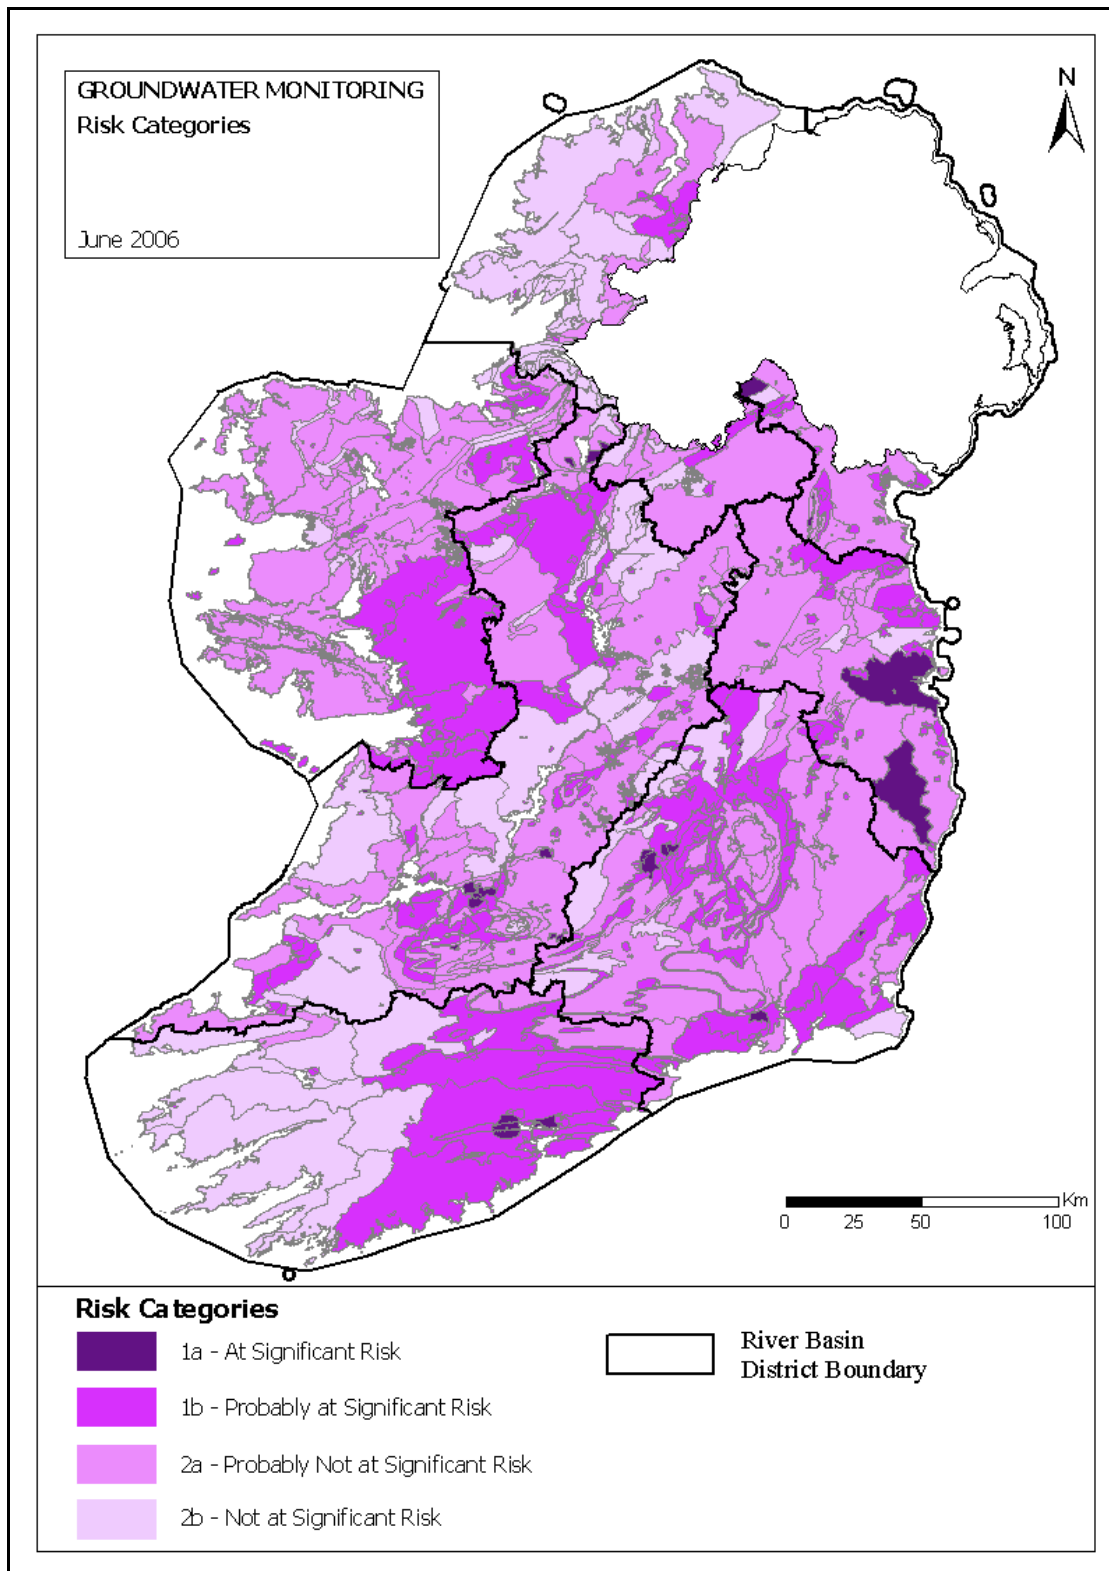 GROUNDWATER MONITORING
Risk Categories
June 2006
N
Km
0 25 50 100
Risk Categories
1a - At Significant Risk
1b - Probably at Significant Risk
2a - Probably Not at Significant Risk
2b - Not at Significant Risk
River Basin
District Boundary